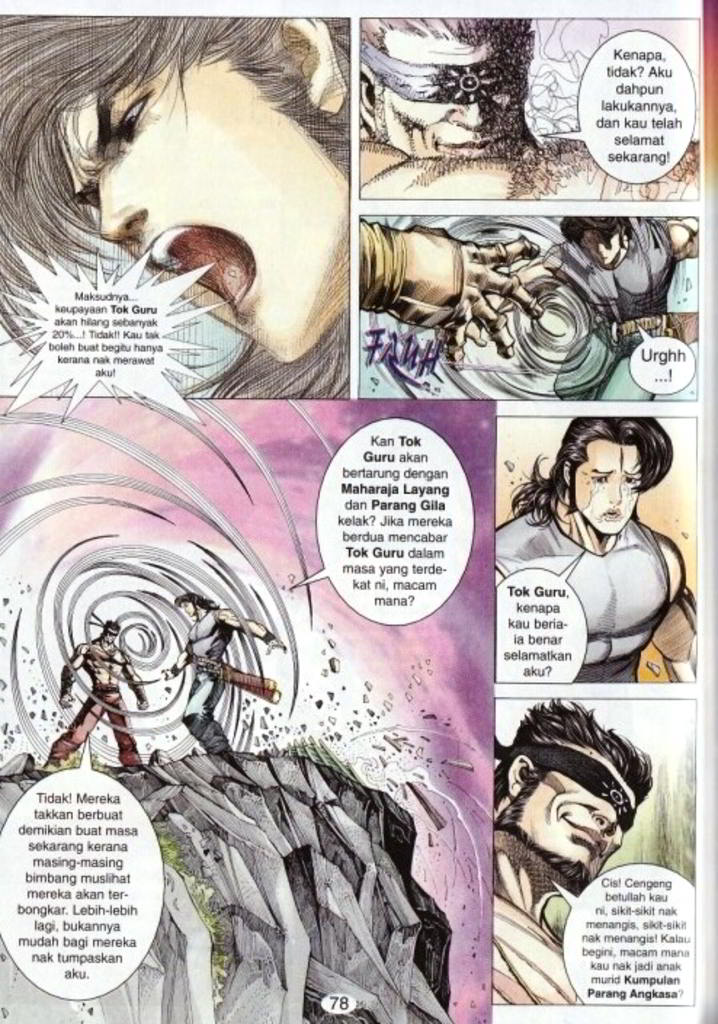 Maksudnya...
keupayaan Tok Guru
akan hilang sebanyak
20%...! Tidak!! Kau tak
boleh buat begitu hanya
kerana nak merawat
aku!
Kenapa,
tidak? Aku
dahpun
lakukannya,
dan kau telah
selamat
sekarang!
Urghh
...!
Kan Tok
Guru akan
bertarung dengan
Maharaja Layang
dan Parang Gila
kelak? Jika mereka
berdua mencabar
Tok Guru dalam
masa yang terde-
kat ni, macam
mana?
Tok Guru,
kenapa
kau beria-
ia benar
selamatkan
aku?
Tidak! Mereka
takkan berbuat
demikian buat masa
sekarang kerana
masing-masing
bimbang muslihat
mereka akan ter-
bongkar. Lebih-lebih
lagi, bukannya
mudah bagi mereka
nak tumpaskan
aku.
Cis! Cengeng
betullah kau
ni, sikit-sikit nak
menangis, sikit-sikit
nak menangis! Kalau
begini, macam mana
kau nak jadi anak
murid Kumpulan
Parang Angkasa?
78